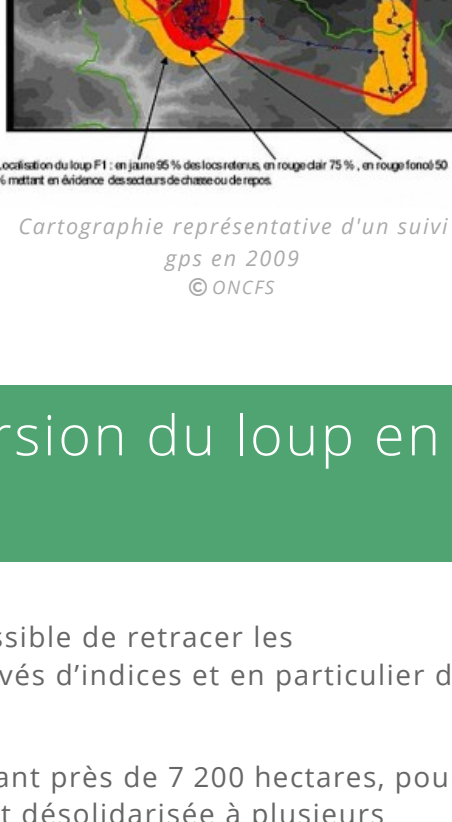 ocalisation du loup F1 : en jaune 95 % des locs retenus, en rouge clair 75 % , en rouge foncé 50
% mettant en évidence des secteurs de chasse ou de repos.
Cartographie représentative d'un suivi
gps en 2009
© ONCFS
rsion du loup en
ssible de retracer les
vés d’indices et en particulier d
ant près de 7 200 hectares, pou
t désolidarisée à plusieurs